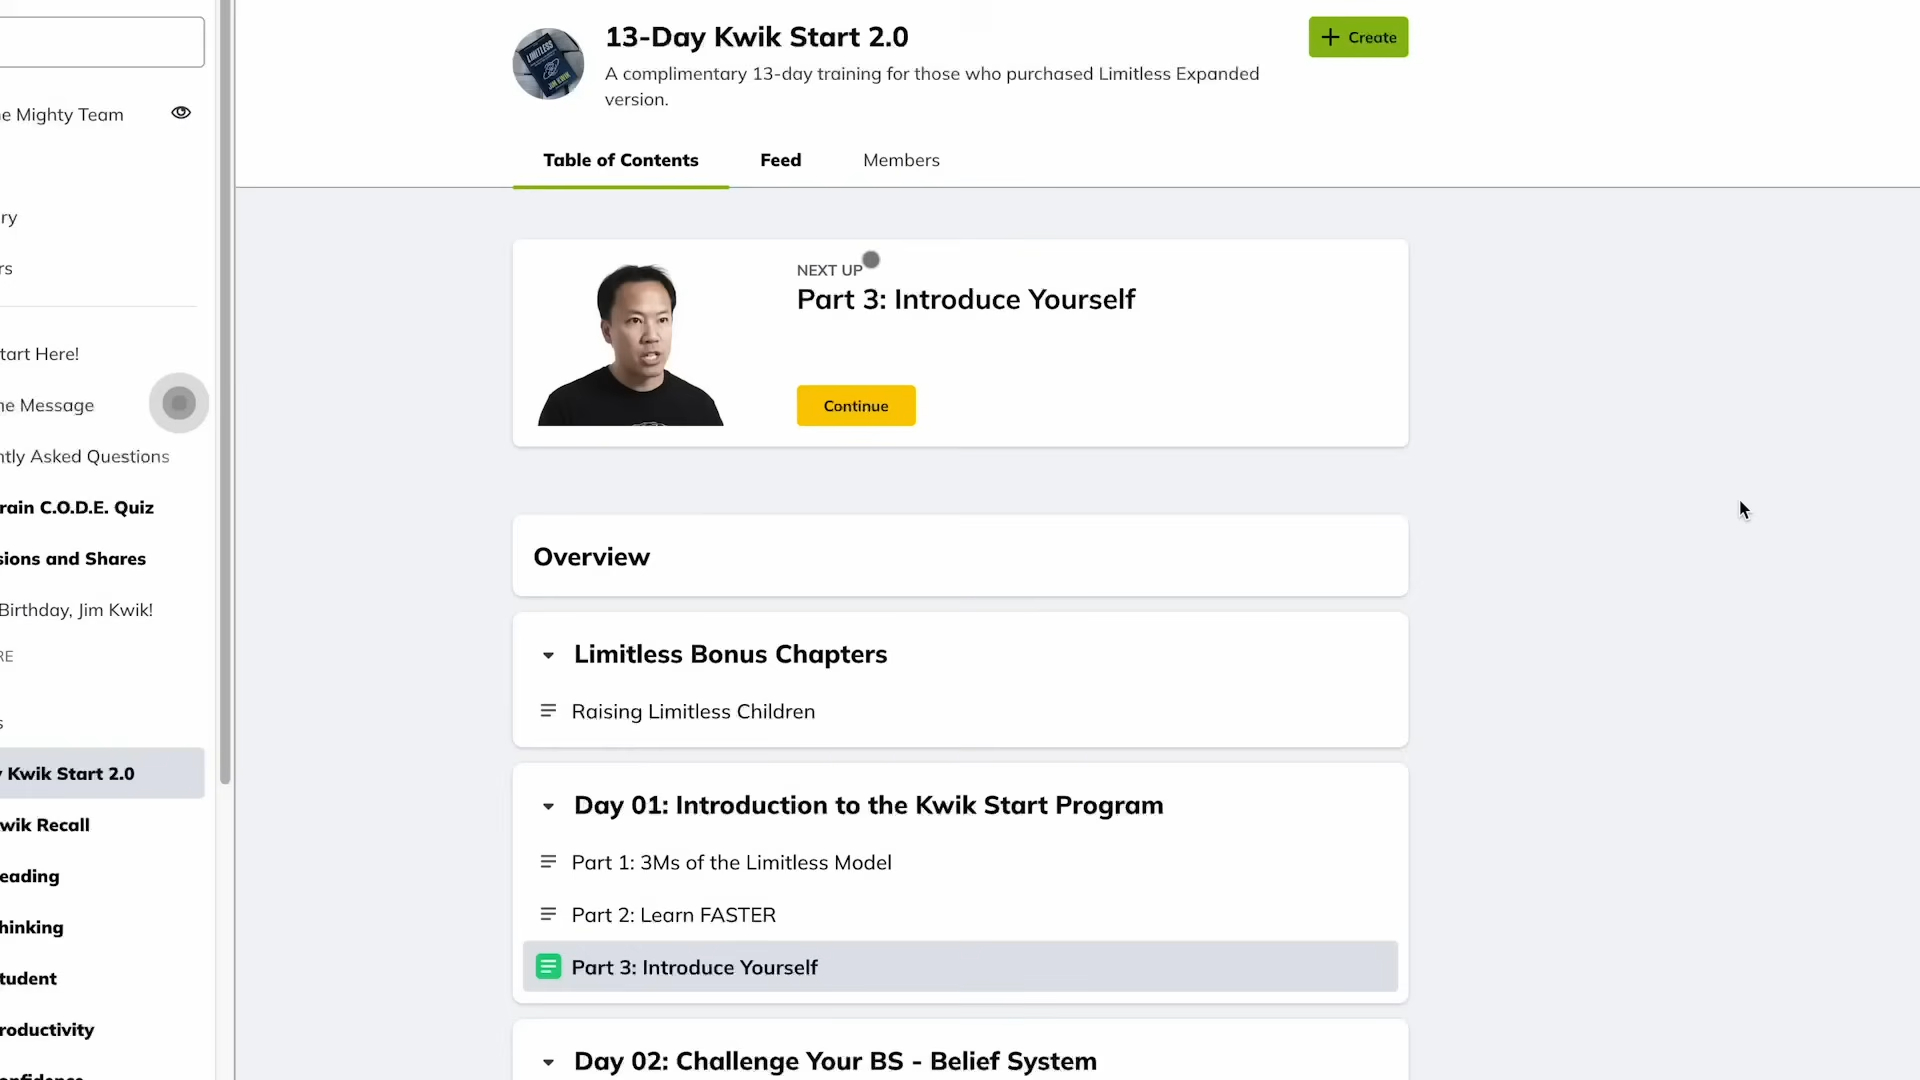 13-Day Kwik Start 2.0
A complimentary 13-day training for those who purchased Limitless Expanded
version.
+ Create
Table of Contents
Feed
Members
e Mighty Team
ry
rs
tart Here!
ne Message
ntly Asked Questions
rain C.O.D.E. Quiz
sions and Shares
Birthday, Jim Kwik!
RE
s
Kwik Start 2.0
wik Recall
eading
hinking
tudent
roductivity
LIMITLESS
JIM KWIK
NEXT UP
Part 3: Introduce Yourself
Continue
Overview
Limitless Bonus Chapters
Raising Limitless Children
Day 01: Introduction to the Kwik Start Program
Part 1: 3Ms of the Limitless Model
Part 2: Learn FASTER
Part 3: Introduce Yourself
Day 02: Challenge Your BS - Belief System